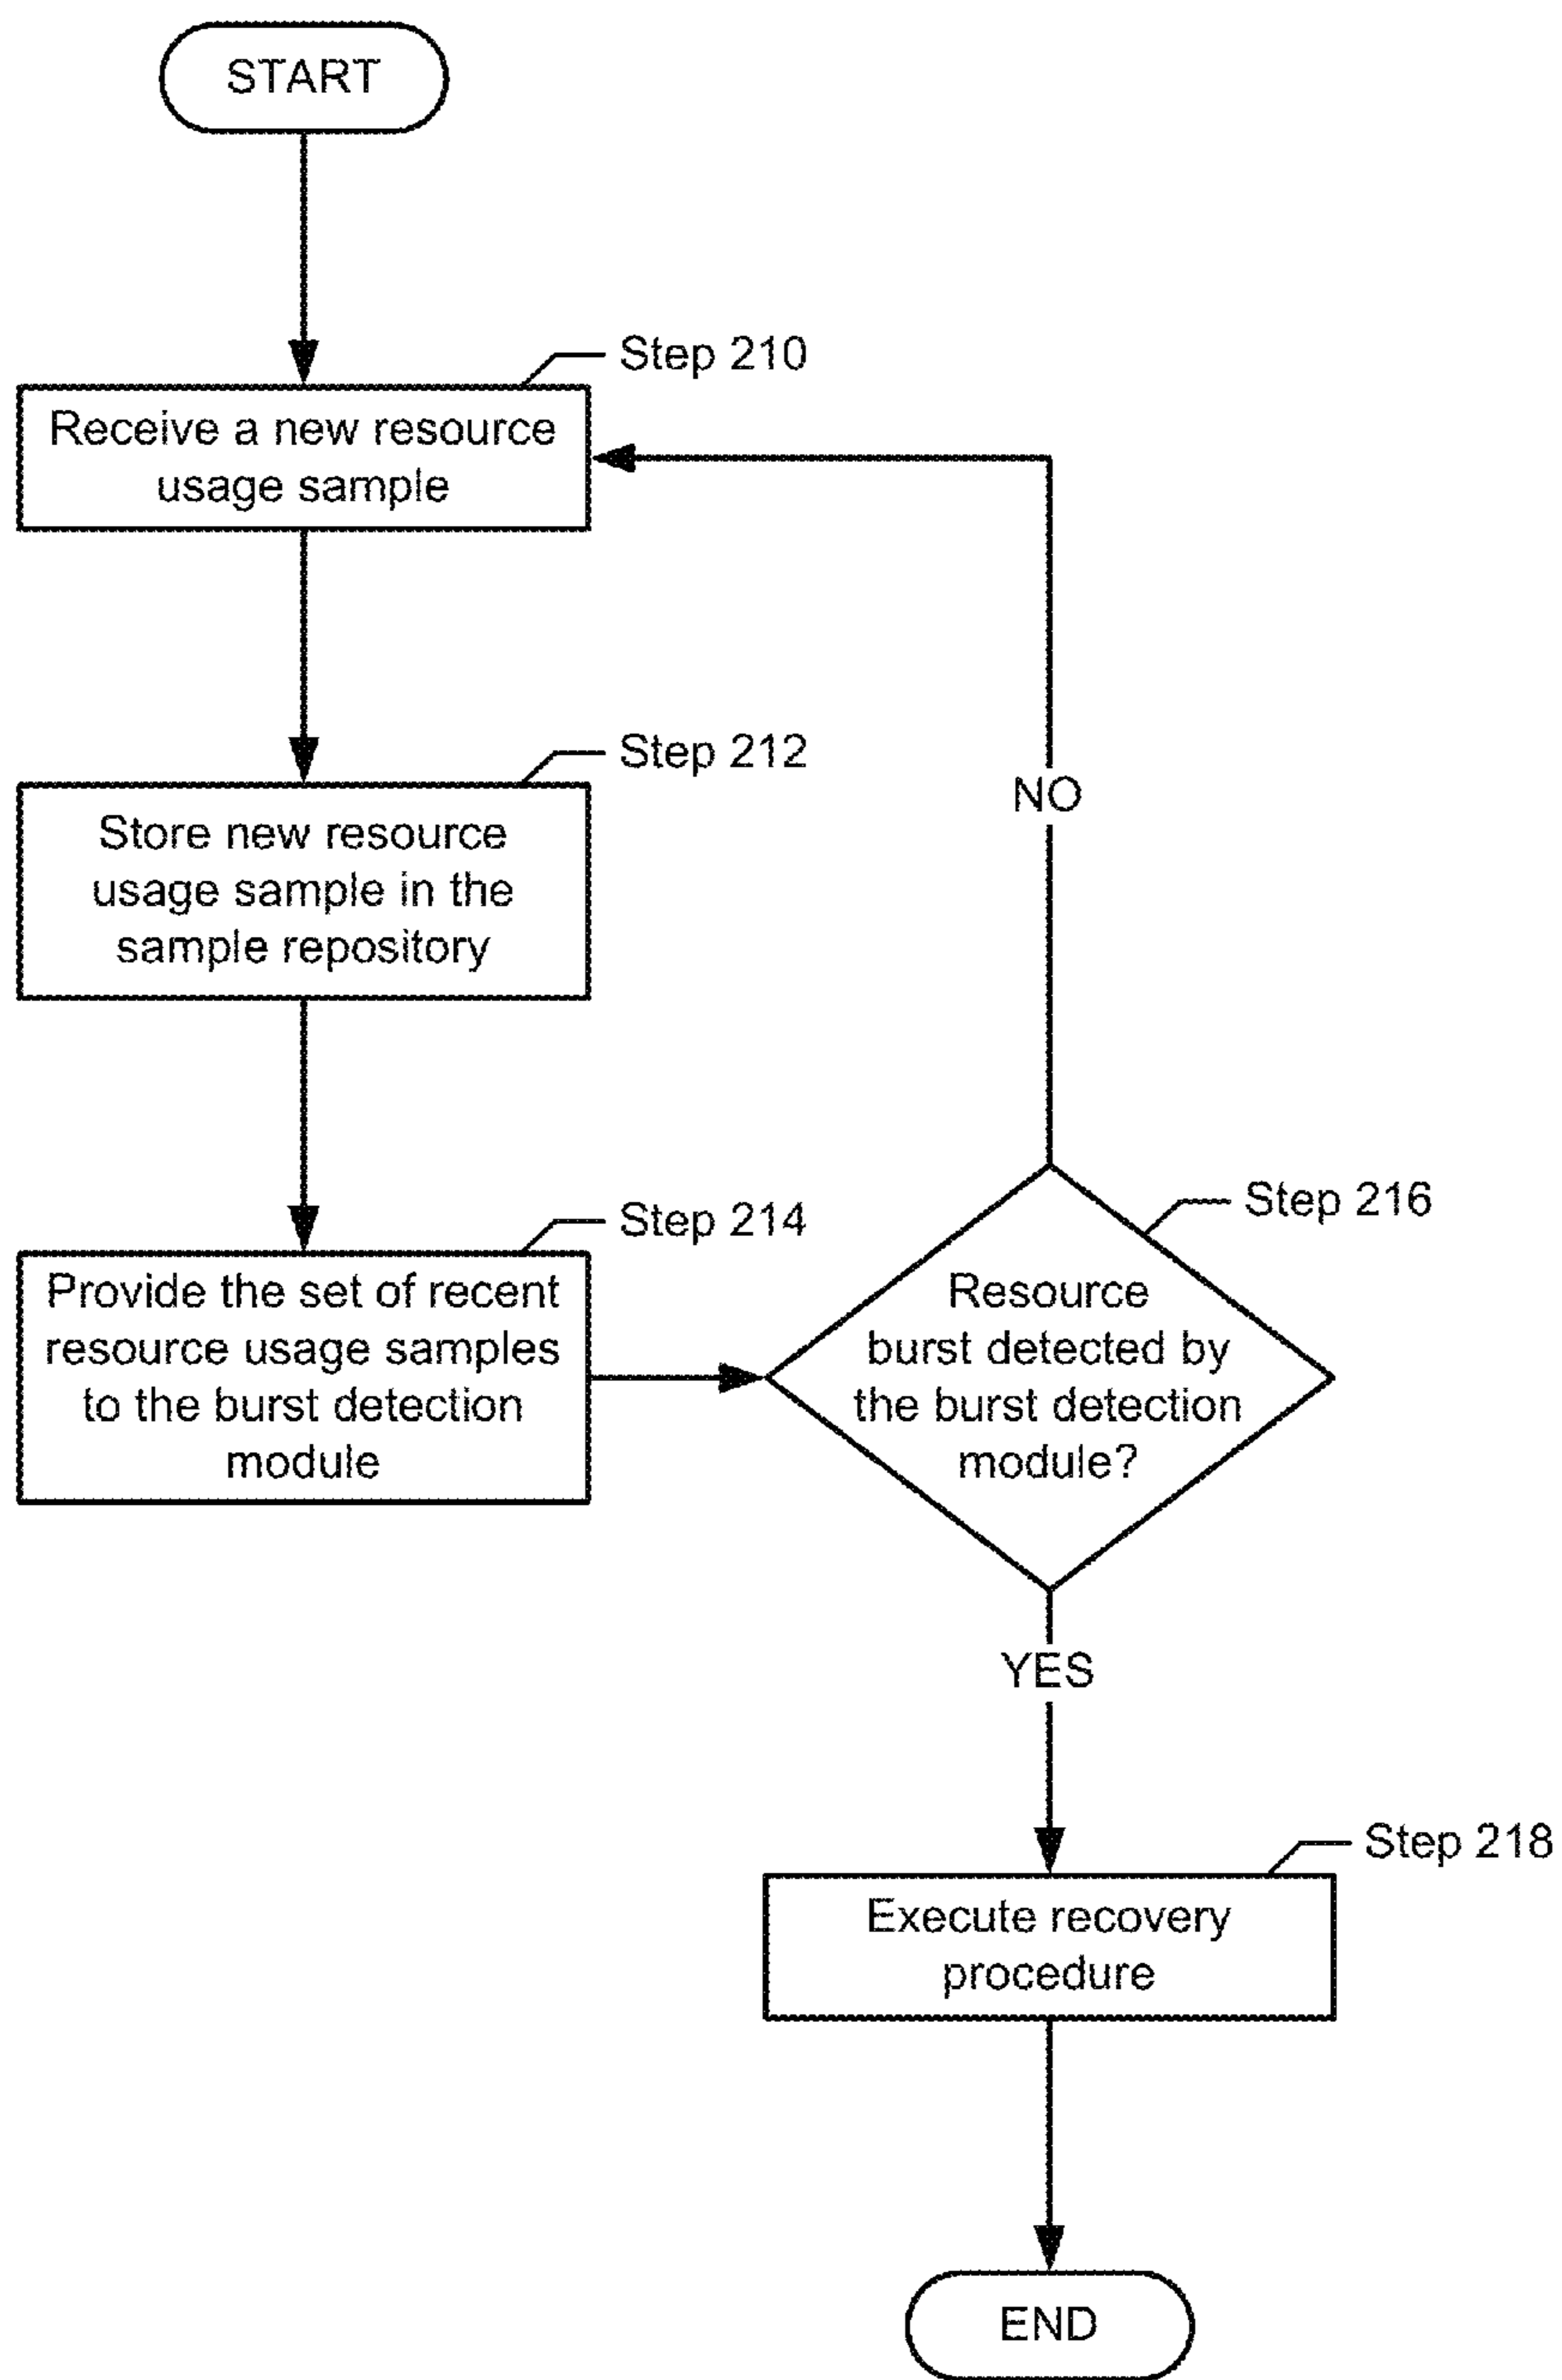 START
Step 210
Receive a new resource
usage sample
Step 212
Store new resource
usage sample in the
sample repository
NO
Step 214
Provide the set of recent
resource usage samples
to the burst detection
module
Step 216
Resource
burst detected by
the burst detection
module?
YES
Step 218
Execute recovery
procedure
END